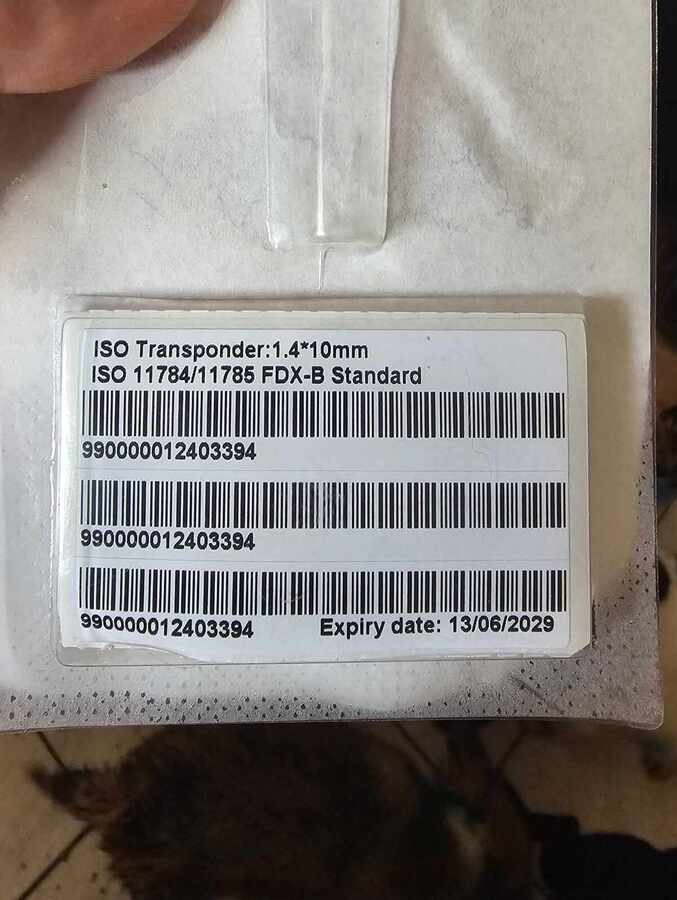 ISO Transponder:1.4*10mm
ISO 11784/11785 FDX-B Standard
990000012403394
990000012403394
990000012403394 Expiry date: 13/06/2029